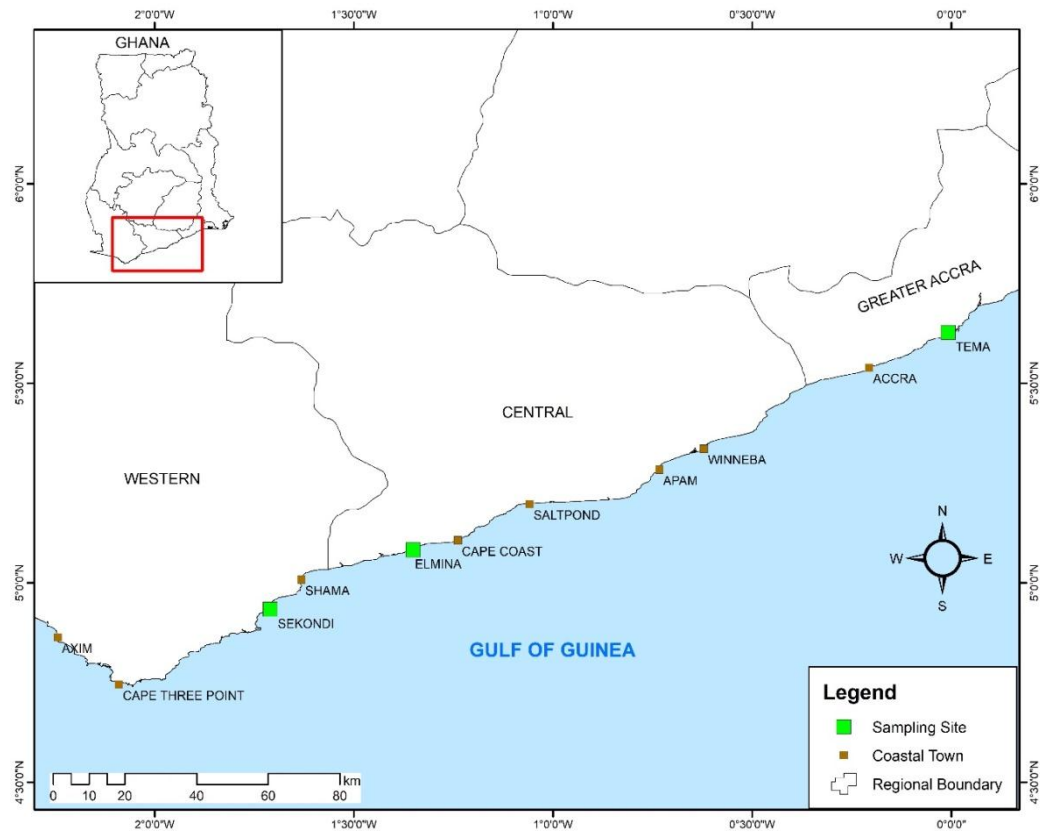 2°0'0"W
1°30'0"W
1°0'0"W
0°30'0"W
0°0'0"
GHANA
6°0'0"N
6°0'0"N
GREATER ACCRA
TEMA
ACCRA
5°30'0"N
5°30'0"N
CENTRAL
WINNEBA
WESTERN
APAM
SALTPOND
N
CAPE COAST
ELMINA
W
E
SHAMA
5°0'0"N
5°0'0"N
S
SEKONDI
AXIM
GULF OF GUINEA
CAPE THREE POINT
Legend
Sampling Site
Coastal Town
Regional Boundary
km
0 10 20 40 60 80
4°30'0"N
4°30'0"N
2°0'0"W
1°30'0"W
1°0'0"W
0°30'0"W
0°0'0"